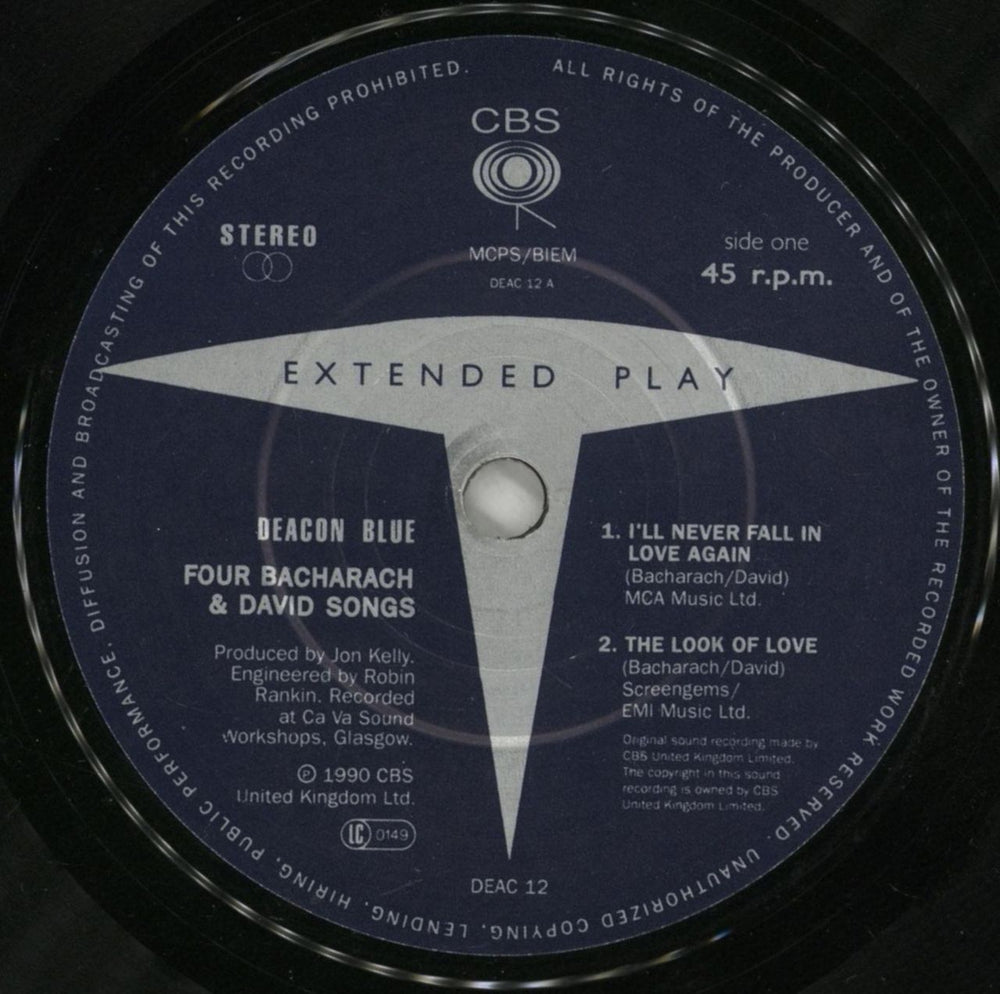 ALL RIGHTS OF THE PRODUCER AND OF THE OWNER OF THE RECORDED WORK RESERVED. UNAUTHORIZED COPYING, LENDING, HIRING, PUBLIC PERFORMANCE, DIFFUSION AND BROADCASTING OF THIS RECORDING PROHIBITED.
CBS
STEREO
MCPS/BIEM
DEAC 12 A
side one
45 r.p.m.
EXTENDED PLAY
DEACON BLUE
FOUR BACHARACH
& DAVID SONGS
Produced by Jon Kelly.
Engineered by Robin
Rankin. Recorded
at Ca Va Sound
Workshops, Glasgow.
℗ 1990 CBS
United Kingdom Ltd.
LC 0149
1. I'LL NEVER FALL IN
LOVE AGAIN
(Bacharach/David)
MCA Music Ltd.
2. THE LOOK OF LOVE
(Bacharach/David)
Screengems/
EMI Music Ltd.
Original sound recording made by
CBS United Kingdom Limited.
The copyright in this sound
recording is owned by CBS
United Kingdom Limited.
DEAC 12